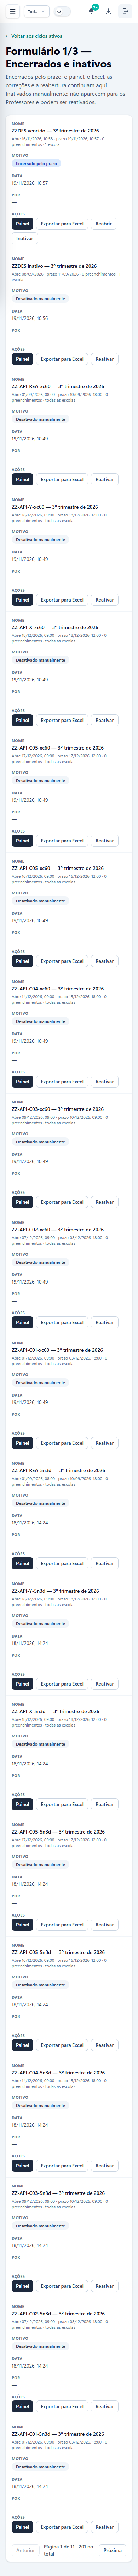 Tod...
9+
← Voltar aos ciclos ativos
Formulário 1/3 —
Encerrados e inativos
Encerrados pelo prazo: o painel, o Excel, as
correções e a reabertura continuam aqui.
Inativados manualmente: não aparecem para os
Professores e podem ser reativados.
NOME
ZZDES vencido — 3º trimestre de 2026
MOTIVO
Encerrado pelo prazo
DATA
19/11/2026, 10:57
POR
—
AÇÕES
Painel
Exportar para Excel
Reabrir
Inativar
NOME
ZZDES inativo — 3º trimestre de 2026
MOTIVO
Desativado manualmente
DATA
19/11/2026, 10:56
POR
—
AÇÕES
Painel
Exportar para Excel
Reativar
NOME
ZZ-API-REA-xc60 — 3º trimestre de 2026
MOTIVO
Desativado manualmente
DATA
19/11/2026, 10:49
POR
—
AÇÕES
Painel
Exportar para Excel
Reativar
NOME
ZZ-API-Y-xc60 — 3º trimestre de 2026
MOTIVO
Desativado manualmente
DATA
19/11/2026, 10:49
POR
—
AÇÕES
Painel
Exportar para Excel
Reativar
NOME
ZZ-API-X-xc60 — 3º trimestre de 2026
MOTIVO
Desativado manualmente
DATA
19/11/2026, 10:49
POR
—
AÇÕES
Painel
Exportar para Excel
Reativar
NOME
ZZ-API-C05-xc60 — 3º trimestre de 2026
MOTIVO
Desativado manualmente
DATA
19/11/2026, 10:49
POR
—
AÇÕES
Painel
Exportar para Excel
Reativar
NOME
ZZ-API-C05-xc60 — 3º trimestre de 2026
MOTIVO
Desativado manualmente
DATA
19/11/2026, 10:49
POR
—
AÇÕES
Painel
Exportar para Excel
Reativar
NOME
ZZ-API-C04-xc60 — 3º trimestre de 2026
MOTIVO
Desativado manualmente
DATA
19/11/2026, 10:49
POR
—
AÇÕES
Painel
Exportar para Excel
Reativar
NOME
ZZ-API-C03-xc60 — 3º trimestre de 2026
MOTIVO
Desativado manualmente
DATA
19/11/2026, 10:49
POR
—
AÇÕES
Painel
Exportar para Excel
Reativar
NOME
ZZ-API-C02-xc60 — 3º trimestre de 2026
MOTIVO
Desativado manualmente
DATA
19/11/2026, 10:49
POR
—
AÇÕES
Painel
Exportar para Excel
Reativar
NOME
ZZ-API-C01-xc60 — 3º trimestre de 2026
MOTIVO
Desativado manualmente
DATA
19/11/2026, 10:49
POR
—
AÇÕES
Painel
Exportar para Excel
Reativar
NOME
ZZ-API-REA-5n3d — 3º trimestre de 2026
MOTIVO
Desativado manualmente
DATA
18/11/2026, 14:24
POR
—
AÇÕES
Painel
Exportar para Excel
Reativar
NOME
ZZ-API-Y-5n3d — 3º trimestre de 2026
MOTIVO
Desativado manualmente
DATA
18/11/2026, 14:24
POR
—
AÇÕES
Painel
Exportar para Excel
Reativar
NOME
ZZ-API-X-5n3d — 3º trimestre de 2026
MOTIVO
Desativado manualmente
DATA
18/11/2026, 14:24
POR
—
AÇÕES
Painel
Exportar para Excel
Reativar
NOME
ZZ-API-C05-5n3d — 3º trimestre de 2026
MOTIVO
Desativado manualmente
DATA
18/11/2026, 14:24
POR
—
AÇÕES
Painel
Exportar para Excel
Reativar
NOME
ZZ-API-C05-5n3d — 3º trimestre de 2026
MOTIVO
Desativado manualmente
DATA
18/11/2026, 14:24
POR
—
AÇÕES
Painel
Exportar para Excel
Reativar
NOME
ZZ-API-C04-5n3d — 3º trimestre de 2026
MOTIVO
Desativado manualmente
DATA
18/11/2026, 14:24
POR
—
AÇÕES
Painel
Exportar para Excel
Reativar
NOME
ZZ-API-C03-5n3d — 3º trimestre de 2026
MOTIVO
Desativado manualmente
DATA
18/11/2026, 14:24
POR
—
AÇÕES
Painel
Exportar para Excel
Reativar
NOME
ZZ-API-C02-5n3d — 3º trimestre de 2026
MOTIVO
Desativado manualmente
DATA
18/11/2026, 14:24
POR
—
AÇÕES
Painel
Exportar para Excel
Reativar
NOME
ZZ-API-C01-5n3d — 3º trimestre de 2026
MOTIVO
Desativado manualmente
DATA
18/11/2026, 14:24
POR
—
AÇÕES
Painel
Exportar para Excel
Reativar
Anterior
Página 1 de 11 · 201 no
total
Próxima